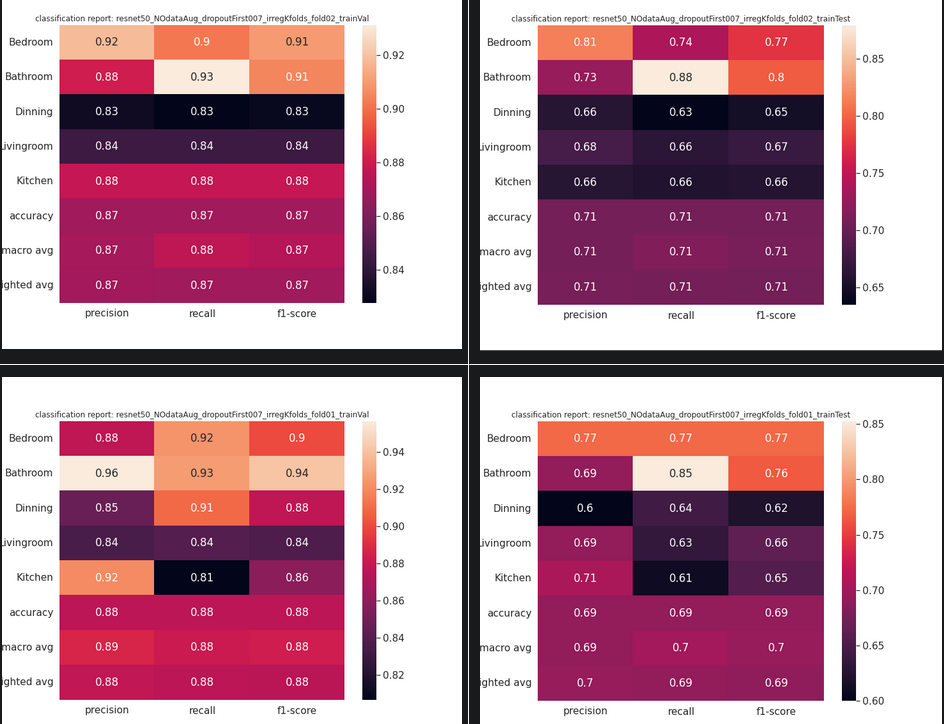 classification report: resnet50_NOdataAug_dropoutFirst007_irregKfolds_fold02_trainVal
Bedroom 0.92 0.9 0.91
Bathroom 0.88 0.93 0.91
Dinning 0.83 0.83 0.83
ivingroom 0.84 0.84 0.84
Kitchen 0.88 0.88 0.88
accuracy 0.87 0.87 0.87
macro avg 0.87 0.88 0.87
ighted avg 0.87 0.87 0.87
precision recall f1-score
0.92
0.90
0.88
0.86
0.84
classification report: resnet50_NOdataAug_dropoutFirst007_irregKfolds_fold02_trainTest
Bedroom 0.81 0.74 0.77
Bathroom 0.73 0.88 0.8
Dinning 0.66 0.63 0.65
ivingroom 0.68 0.66 0.67
Kitchen 0.66 0.66 0.66
accuracy 0.71 0.71 0.71
macro avg 0.71 0.71 0.71
ighted avg 0.71 0.71 0.71
precision recall f1-score
0.85
0.80
0.75
0.70
0.65
classification report: resnet50_NOdataAug_dropoutFirst007_irregKfolds_fold01_trainVal
Bedroom 0.88 0.92 0.9
Bathroom 0.96 0.93 0.94
Dinning 0.85 0.91 0.88
ivingroom 0.84 0.84 0.84
Kitchen 0.92 0.81 0.86
accuracy 0.88 0.88 0.88
macro avg 0.89 0.88 0.88
ighted avg 0.88 0.88 0.88
precision recall f1-score
0.94
0.92
0.90
0.88
0.86
0.84
0.82
classification report: resnet50_NOdataAug_dropoutFirst007_irregKfolds_fold01_trainTest
Bedroom 0.77 0.77 0.77
Bathroom 0.69 0.85 0.76
Dinning 0.6 0.64 0.62
ivingroom 0.69 0.63 0.66
Kitchen 0.71 0.61 0.65
accuracy 0.69 0.69 0.69
macro avg 0.69 0.7 0.7
ighted avg 0.7 0.69 0.69
precision recall f1-score
0.85
0.80
0.75
0.70
0.65
0.60